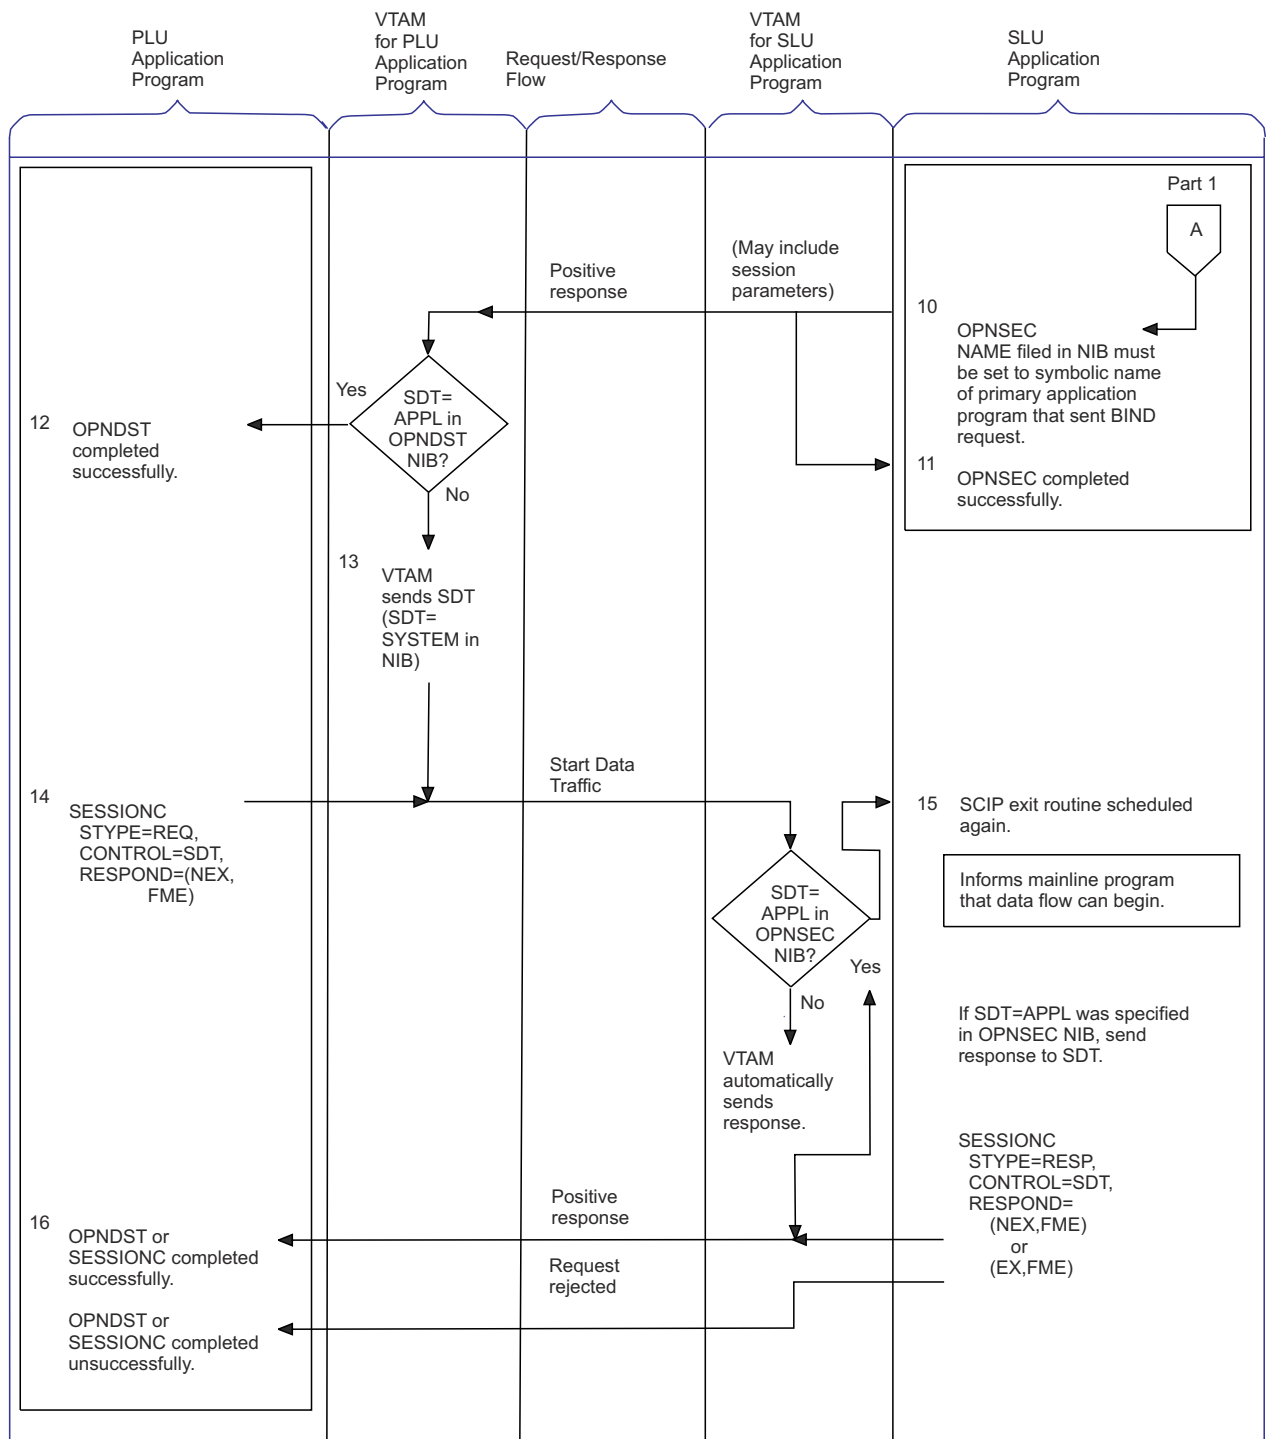 PLU
Application
Program
VTAM
for PLU
Application
Program
Request/Response
Flow
VTAM
for SLU
Application
Program
SLU
Application
Program
Part 1
A
(May include
session
parameters)
Positive
response
10
OPNSEC
NAME filed in NIB must
be set to symbolic name
of primary application
program that sent BIND
request.
11
OPNSEC completed
successfully.
Yes
SDT=
APPL in
OPNDST
NIB?
No
12
OPNDST
completed
successfully.
13
VTAM
sends SDT
(SDT=
SYSTEM in
NIB)
14
SESSIONC
STYPE=REQ,
CONTROL=SDT,
RESPOND=(NEX,
FME)
Start Data
Traffic
SDT=
APPL in
OPNSEC
NIB?
Yes
No
VTAM
automatically
sends
response.
15
SCIP exit routine scheduled
again.
Informs mainline program
that data flow can begin.
If SDT=APPL was specified
in OPNSEC NIB, send
response to SDT.
SESSIONC
STYPE=RESP,
CONTROL=SDT,
RESPOND=
(NEX,FME)
or
(EX,FME)
Positive
response
Request
rejected
16
OPNDST or
SESSIONC completed
successfully.
OPNDST or
SESSIONC completed
unsuccessfully.